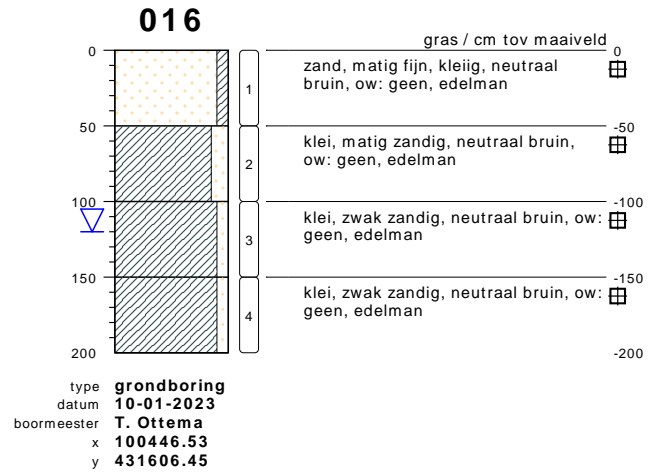 016
gras / cm tov maaiveld
0
0
zand, matig fijn, kleiig, neutraal
bruin, ow: geen, edelman
1
50
-50
klei, matig zandig, neutraal bruin,
ow: geen, edelman
2
100
-100
klei, zwak zandig, neutraal bruin, ow:
geen, edelman
3
150
-150
klei, zwak zandig, neutraal bruin, ow:
geen, edelman
4
200
-200
type grondboring
datum 10-01-2023
boormeester T. Ottema
x 100446.53
y 431606.45